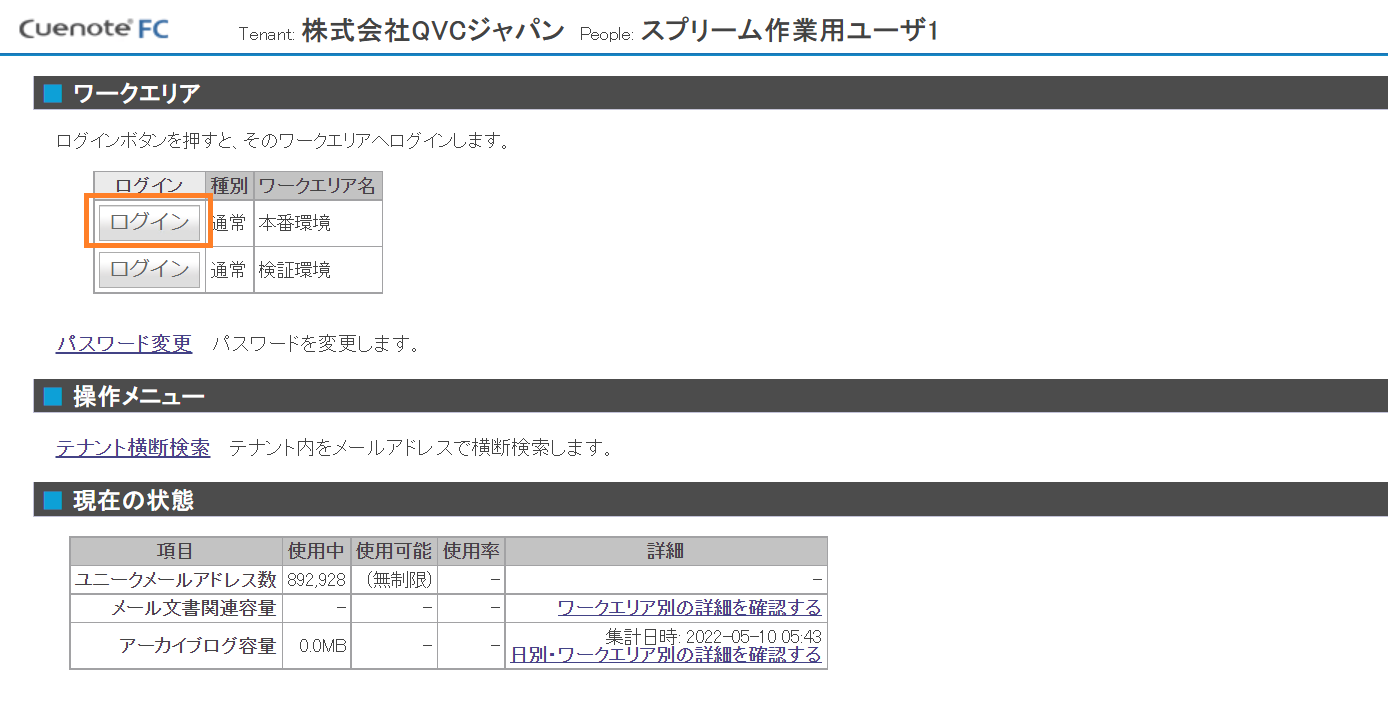 Cuenote FC Tenant: 株式会社QVCジャパン People: スプリーム作業用ユーザ1
ワークエリア
ログインボタンを押すと、そのワークエリアへログインします。
ログイン 種別 ワークエリア名
ログイン 通常 本番環境
ログイン 通常 検証環境
パスワード変更 パスワードを変更します。
操作メニュー
テナント横断検索 テナント内をメールアドレスで横断検索します。
現在の状態
項目 使用中 使用可能 使用率 詳細
ユニークメールアドレス数 892,928 (無制限) – –
メール文書関連容量 – – – ワークエリア別の詳細を確認する
アーカイブログ容量 0.0MB – – 集計日時: 2022-05-10 05:43
日別・ワークエリア別の詳細を確認する